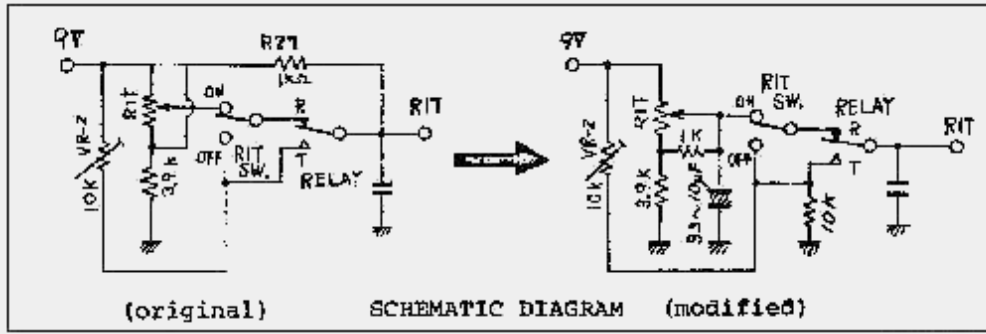 9V
R27
1KΩ
RIT
ON
R
RIT
VR-2
10K
3.9K
OFF
RIT
SW.
T
RELAY
9V
RIT
ON
RIT
SW.
RELAY
R
RIT
VR-2
10K
1K
OFF
T
3.9K
10K
(original) SCHEMATIC DIAGRAM (modified)